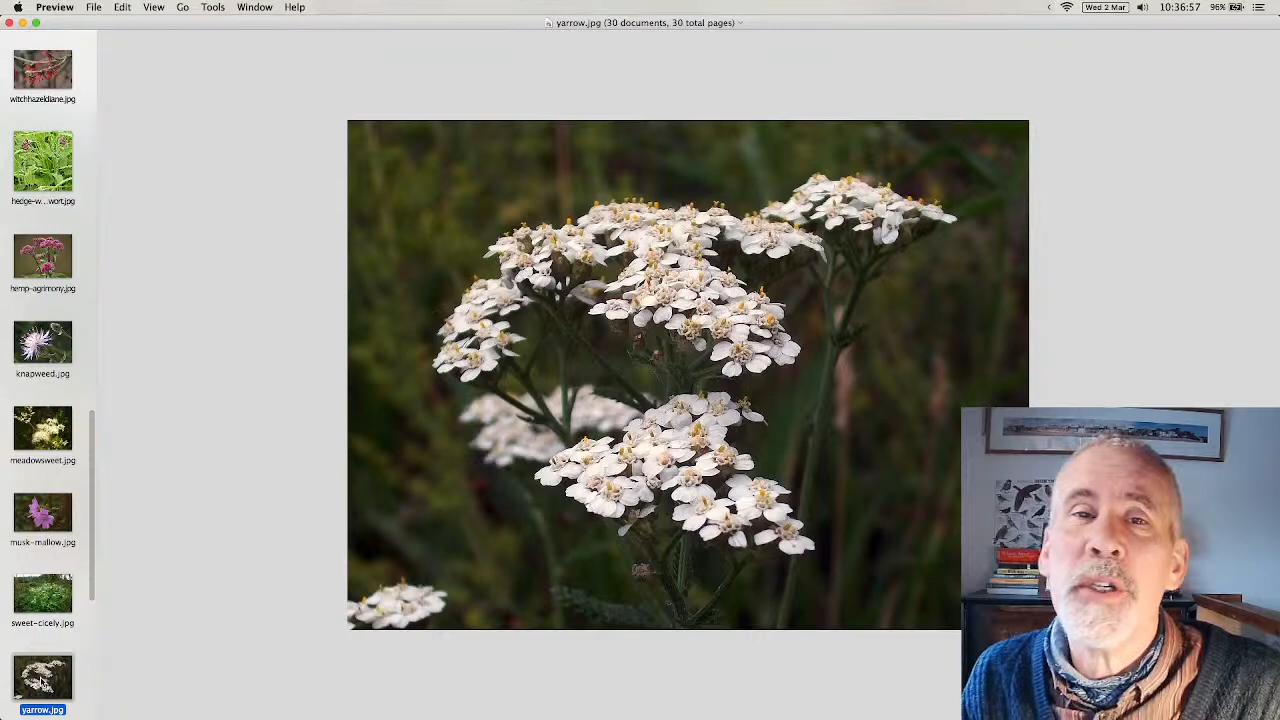 Preview File Edit View Go Tools Window Help Wed 2 Mar 10:36:57 96%
yarrow.jpg (30 documents, 30 total pages)
witchhazeldiane.jpg
hedge-w...wort.jpg
hemp-agrimony.jpg
knapweed.jpg
meadowsweet.jpg
musk-mallow.jpg
sweet-cicely.jpg
yarrow.jpg